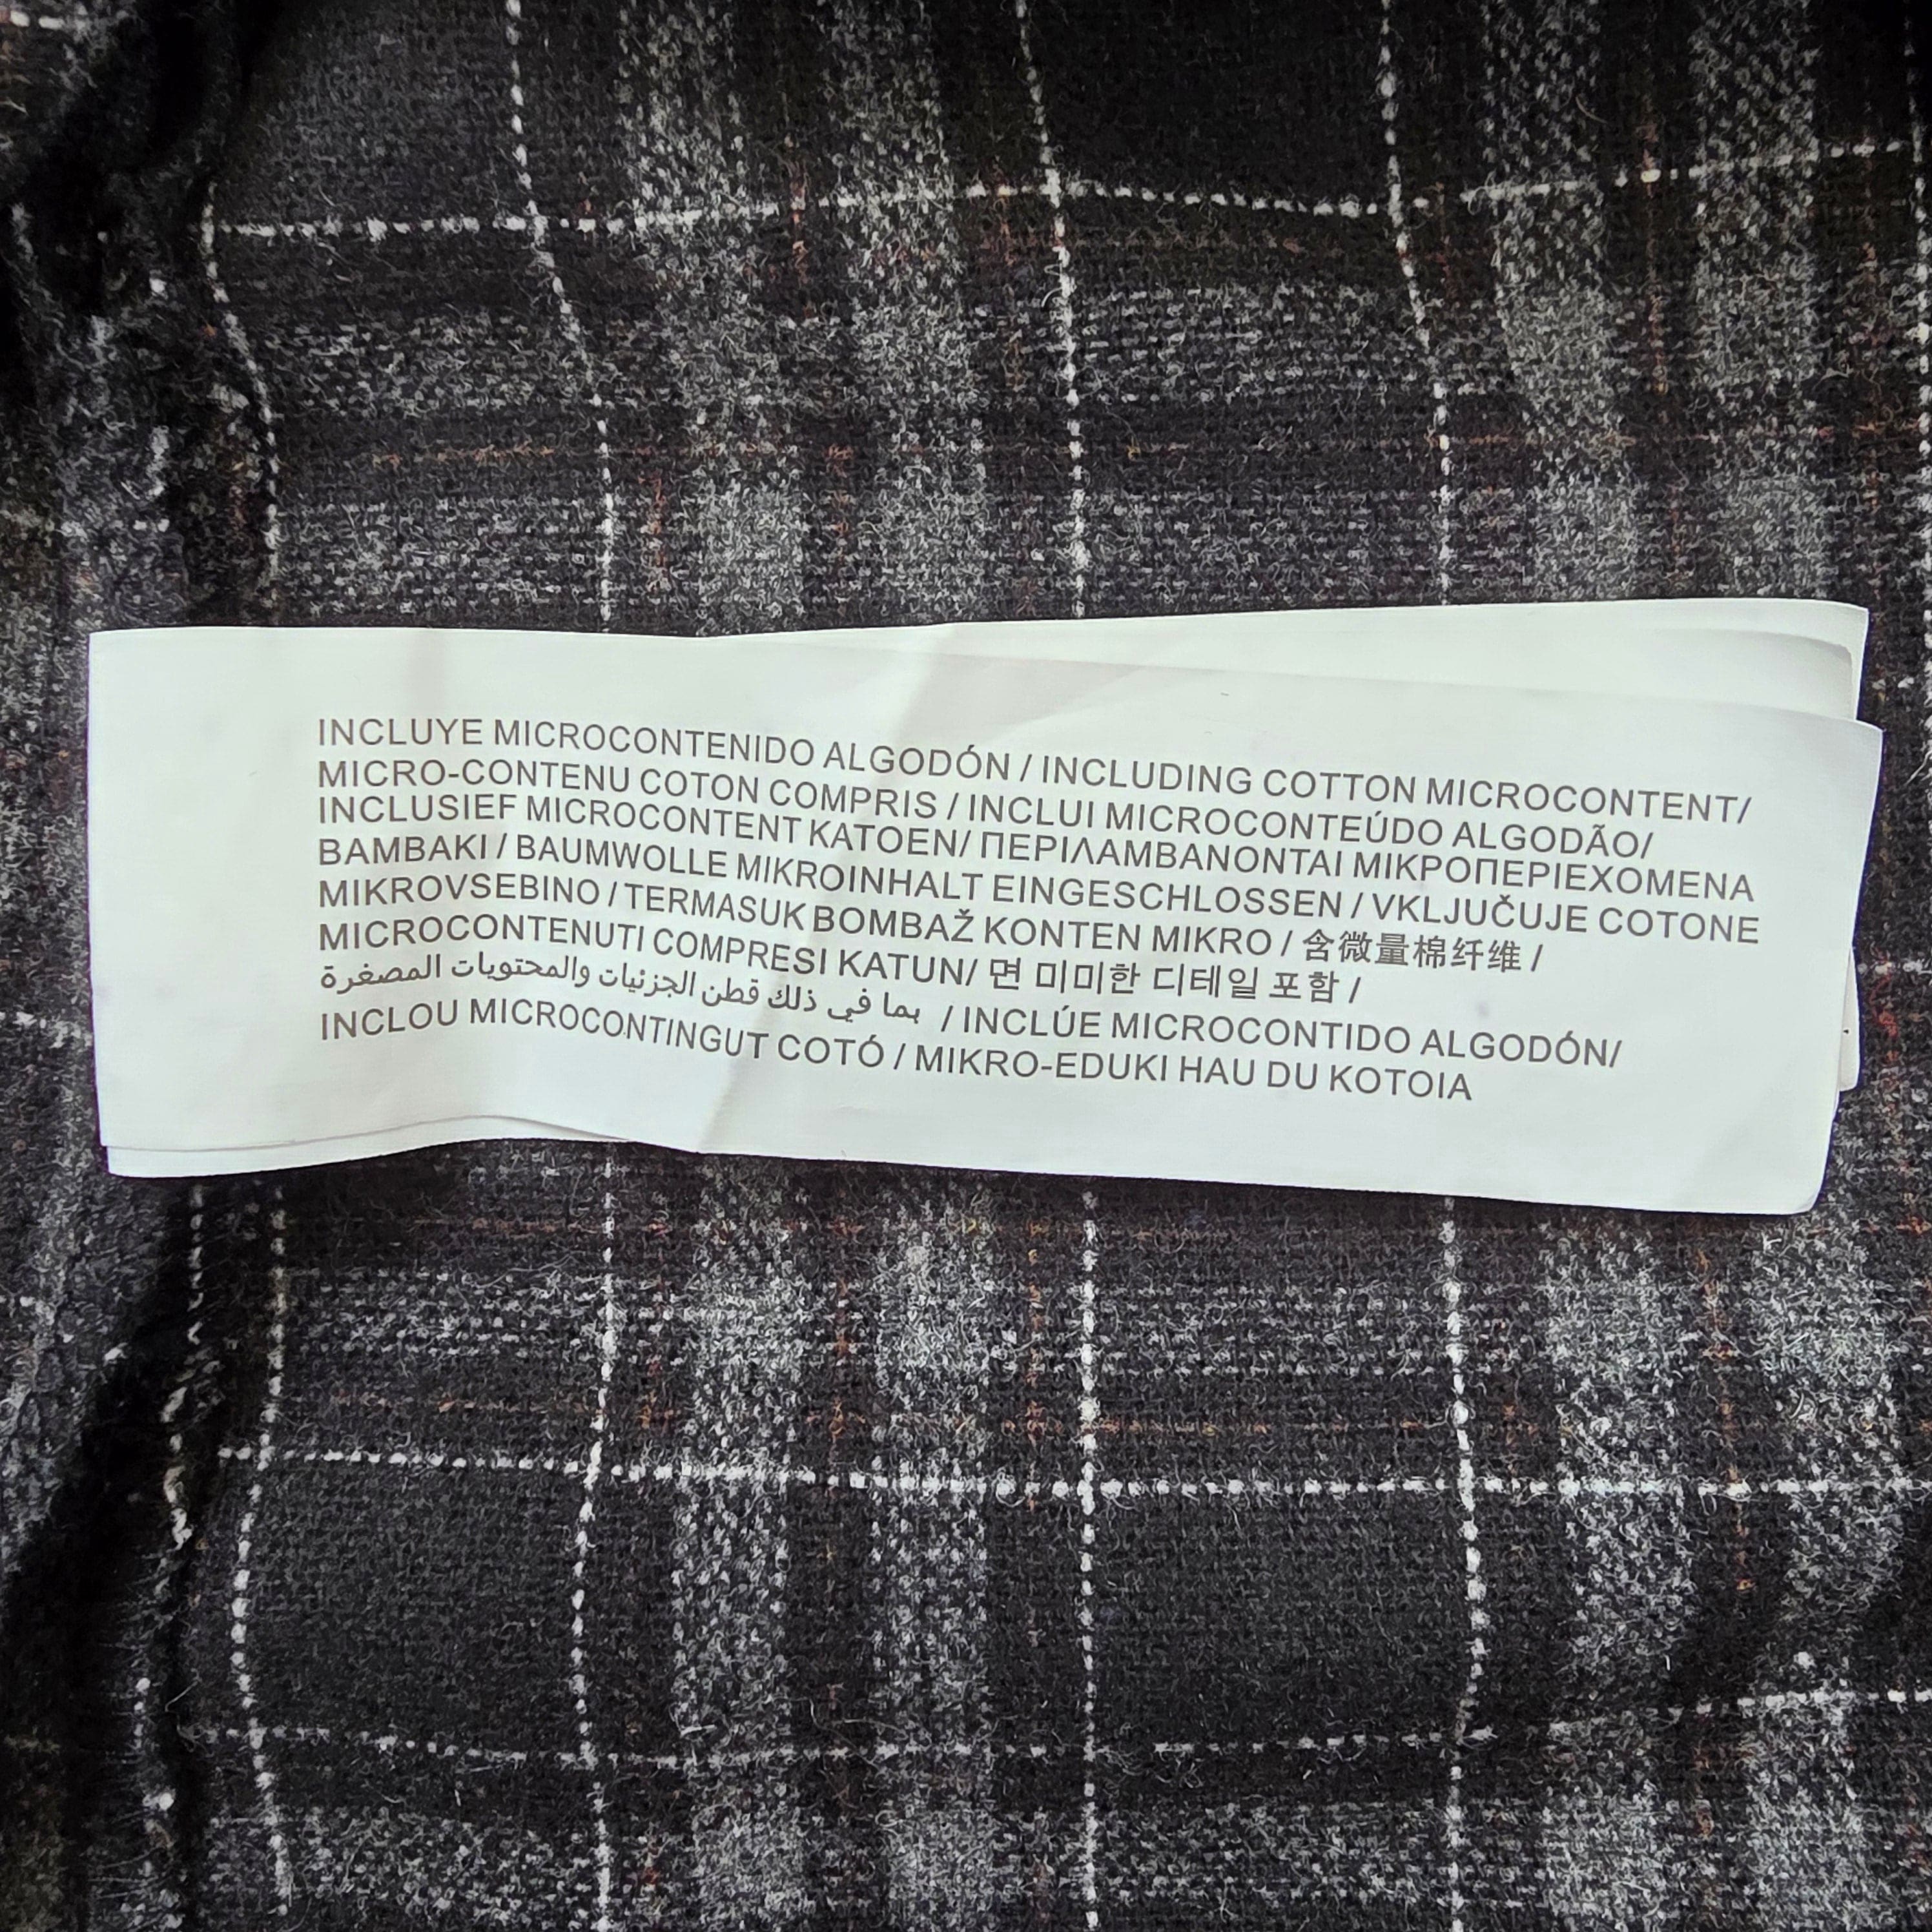 INCLUYE MICROCONTENIDO ALGODÓN / INCLUDING COTTON MICROCONTENT/
MICRO-CONTENU COTON COMPRIS / INCLUI MICROCONTEÚDO ALGODÃO/
INCLUSIEF MICROCONTENT KATOEN/ ΠΕΡΙΛΑΜΒΑΝΟΝΤΑΙ ΜΙΚΡΟΠΕΡΙΕΧΟΜΕΝΑ
BAMBAKI / BAUMWOLLE MIKROINHALT EINGESCHLOSSEN / VKLJUČUJE COTONE
MIKROVSEBINO / TERMASUK BOMBAŽ KONTEN MIKRO / 含微量棉纤维 /
MICROCONTENUTI COMPRESI KATUN/ 면 미미한 디테일 포함 /
بما في ذلك قطن الجزئيات والمحتويات المصغرة / INCLÚE MICROCONTIDO ALGODÓN/
INCLOU MICROCONTINGUT COTÓ / MIKRO-EDUKI HAU DU KOTOIA